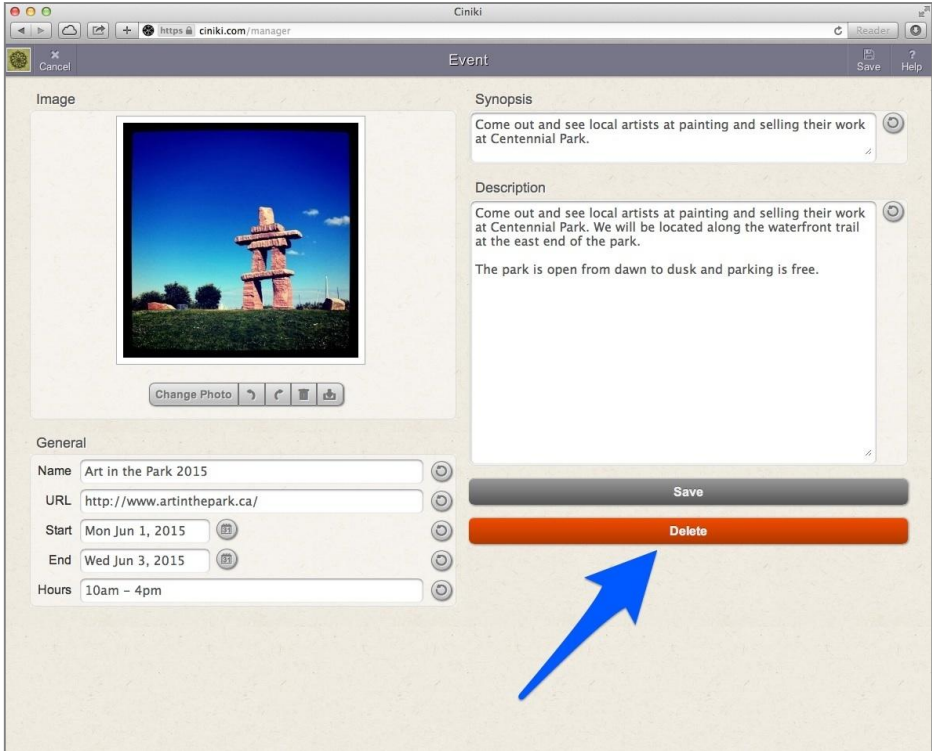 Ciniki
+ https ciniki.com/manager Reader
Cancel Event Save ? Help
Image
Change Photo
General
Name Art in the Park 2015
URL http://www.artinthepark.ca/
Start Mon Jun 1, 2015 31
End Wed Jun 3, 2015 31
Hours 10am – 4pm
Synopsis
Come out and see local artists at painting and selling their work
at Centennial Park.
Description
Come out and see local artists at painting and selling their work
at Centennial Park. We will be located along the waterfront trail
at the east end of the park.
The park is open from dawn to dusk and parking is free.
Save
Delete